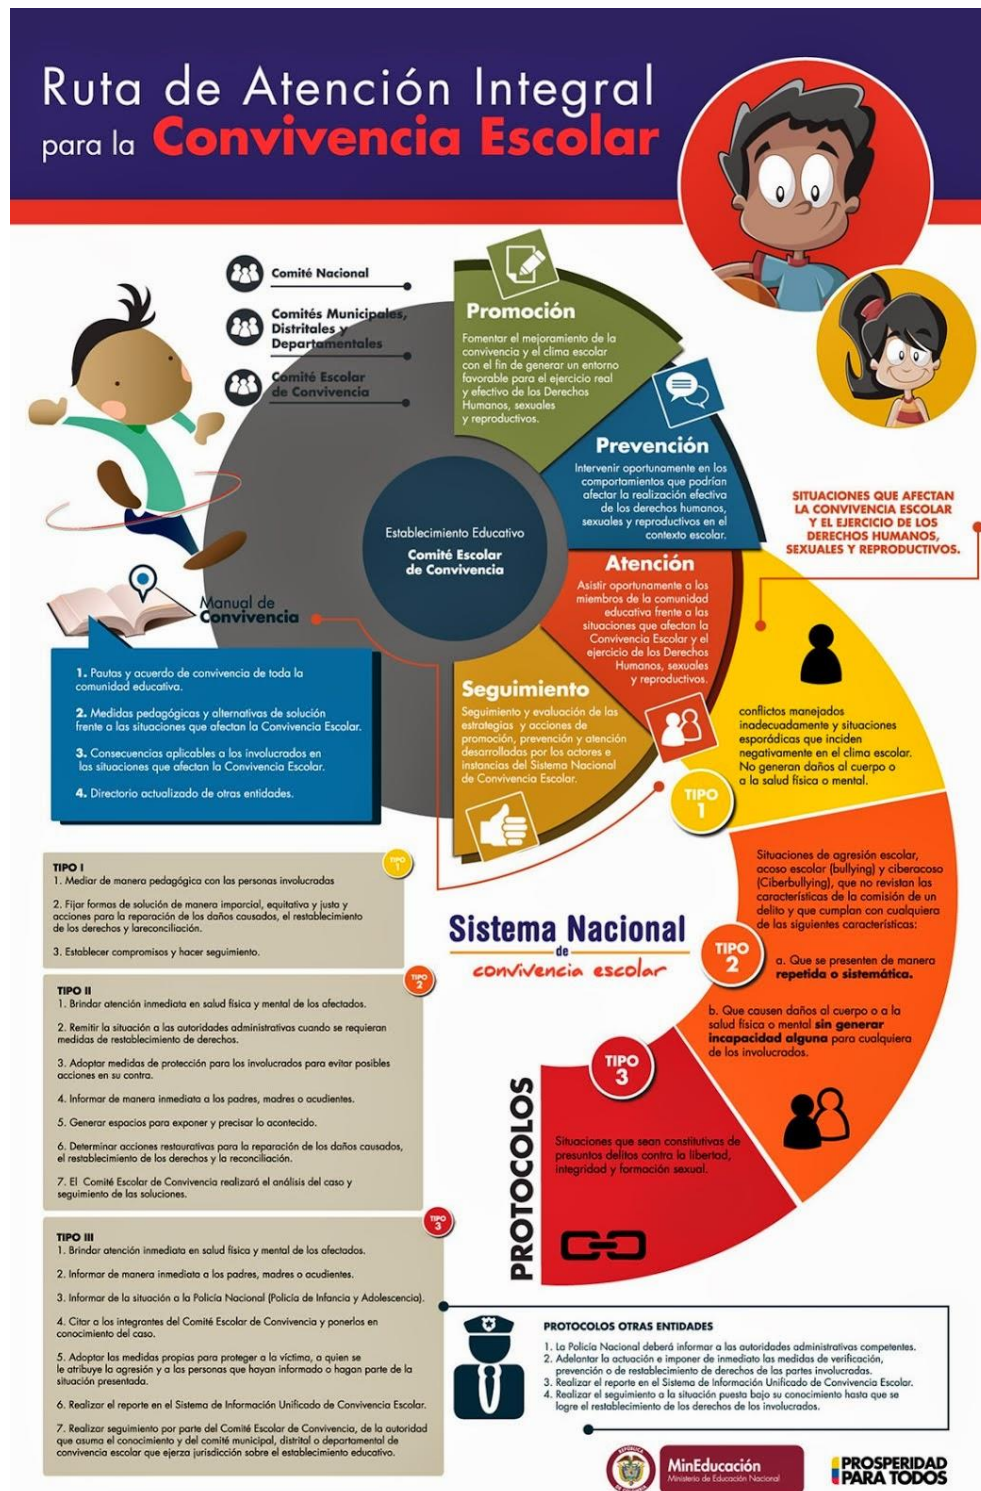 Ruta de Atención Integral
para la Convivencia Escolar
Comité Nacional
Comités Municipales,
Distritales y
Departamentales
Comité Escolar
de Convivencia
Promoción
Fomentar el mejoramiento de la
convivencia y el clima escolar
con el fin de generar un entorno
favorable para el ejercicio real
y efectivo de los Derechos
Humanos, sexuales
y reproductivos.
Prevención
Intervenir oportunamente en los
comportamientos que podrían
afectar la realización efectiva
de los derechos humanos,
sexuales y reproductivos en el
contexto escolar.
SITUACIONES QUE AFECTAN
LA CONVIVENCIA ESCOLAR
Y EL EJERCICIO DE LOS
DERECHOS HUMANOS,
SEXUALES Y REPRODUCTIVOS.
Establecimiento Educativo
Comité Escolar
de Convivencia
Atención
Asistir oportunamente a los
miembros de la comunidad
educativa frente a las
situaciones que afectan la
Convivencia Escolar y el
ejercicio de los Derechos
Humanos, sexuales
y reproductivos.
Manual de
Convivencia
1. Pautas y acuerdo de convivencia de toda la
comunidad educativa.
2. Medidas pedagógicas y alternativas de solución
frente a las situaciones que afectan la Convivencia Escolar.
3. Consecuencias aplicables a los involucrados en
las situaciones que afectan la Convivencia Escolar.
4. Directorio actualizado de otras entidades.
Seguimiento
Seguimiento y evaluación de las
estrategias y acciones de
promoción, prevención y atención
desarrolladas por los actores e
instancias del Sistema Nacional
de Convivencia Escolar.
conflictos manejados
inadecuadamente y situaciones
esporádicas que inciden
negativamente en el clima escolar.
No generan daños al cuerpo o
a la salud física o mental.
TIPO
1
Situaciones de agresión escolar,
acoso escolar (bullying) y ciberacoso
(Ciberbullying), que no revistan las
características de la comisión de un
delito y que cumplan con cualquiera
de las siguientes características:
a. Que se presenten de manera
repetida o sistemática.
b. Que causen daños al cuerpo o a la
salud física o mental sin generar
incapacidad alguna para cualquiera
de los involucrados.
TIPO
2
Sistema Nacional
de
convivencia escolar
TIPO
3
Situaciones que sean constitutivas de
presuntos delitos contra la libertad,
integridad y formación sexual.
PROTOCOLOS
TIPO
1
TIPO I
1. Mediar de manera pedagógica con las personas involucradas
2. Fijar formas de solución de manera imparcial, equitativa y justa y
acciones para la reparación de los daños causados, el restablecimiento
de los derechos y lareconciliación.
3. Establecer compromisos y hacer seguimiento.
TIPO
2
TIPO II
1. Brindar atención inmediata en salud física y mental de los afectados.
2. Remitir la situación a las autoridades administrativas cuando se requieran
medidas de restablecimiento de derechos.
3. Adoptar medidas de protección para los involucrados para evitar posibles
acciones en su contra.
4. Informar de manera inmediata a los padres, madres o acudientes.
5. Generar espacios para exponer y precisar lo acontecido.
6. Determinar acciones restaurativas para la reparación de los daños causados,
el restablecimiento de los derechos y la reconciliación.
7. El Comité Escolar de Convivencia realizará el análisis del caso y
seguimiento de las soluciones.
TIPO
3
TIPO III
1. Brindar atención inmediata en salud física y mental de los afectados.
2. Informar de manera inmediata a los padres, madres o acudientes.
3. Informar de la situación a la Policía Nacional (Policía de Infancia y Adolescencia).
4. Citar a los integrantes del Comité Escolar de Convivencia y ponerlos en
conocimiento del caso.
5. Adoptar las medidas propias para proteger a la víctima, a quien se
le atribuye la agresión y a las personas que hayan informado o hagan parte de la
situación presentada.
6. Realizar el reporte en el Sistema de Información Unificado de Convivencia Escolar.
7. Realizar seguimiento por parte del Comité Escolar de Convivencia, de la autoridad
que asuma el conocimiento y del comité municipal, distrital o departamental de
convivencia escolar que ejerza jurisdicción sobre el establecimiento educativo.
PROTOCOLOS OTRAS ENTIDADES
1. La Policía Nacional deberá informar a las autoridades administrativas competentes.
2. Adelantar la actuación e imponer de inmediato las medidas de verificación,
prevención o de restablecimiento de derechos de las partes involucradas.
3. Realizar el reporte en el Sistema de Información Unificado de Convivencia Escolar.
4. Realizar el seguimiento a la situación puesta bajo su conocimiento hasta que se
logre el restablecimiento de los derechos de los involucrados.
MinEducación
Ministerio de Educación Nacional
PROSPERIDAD
PARA TODOS